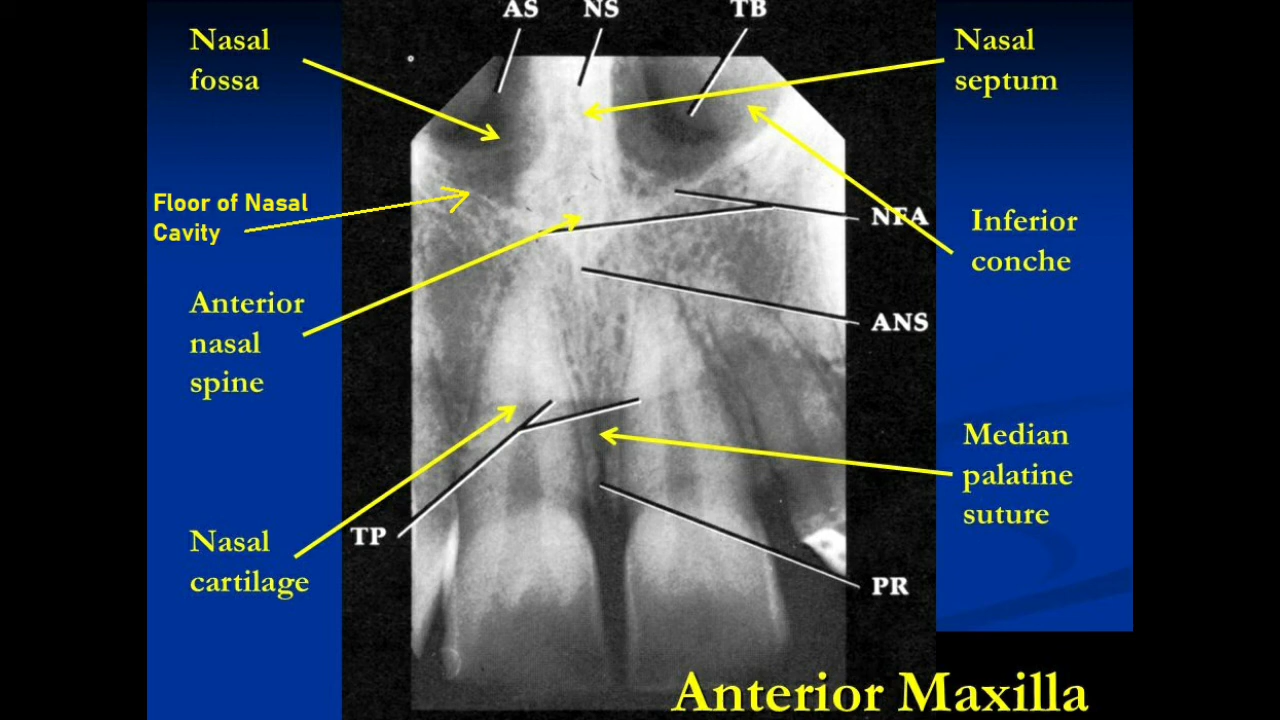 AS
NS
TB
Nasal
fossa
Nasal
septum
Floor of Nasal
Cavity
NFA
Inferior
conche
Anterior
nasal
spine
ANS
Median
palatine
suture
TP
Nasal
cartilage
PR
Anterior Maxilla